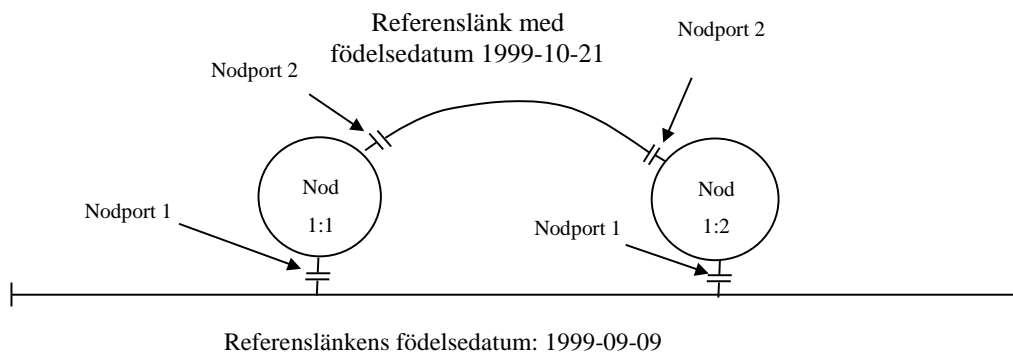 Referenslänk med
födelsedatum 1999-10-21
Nodport 2
Nodport 2
Nod
1:1
Nod
1:2
Nodport 1
Nodport 1
Referenslänkens födelsedatum: 1999-09-09